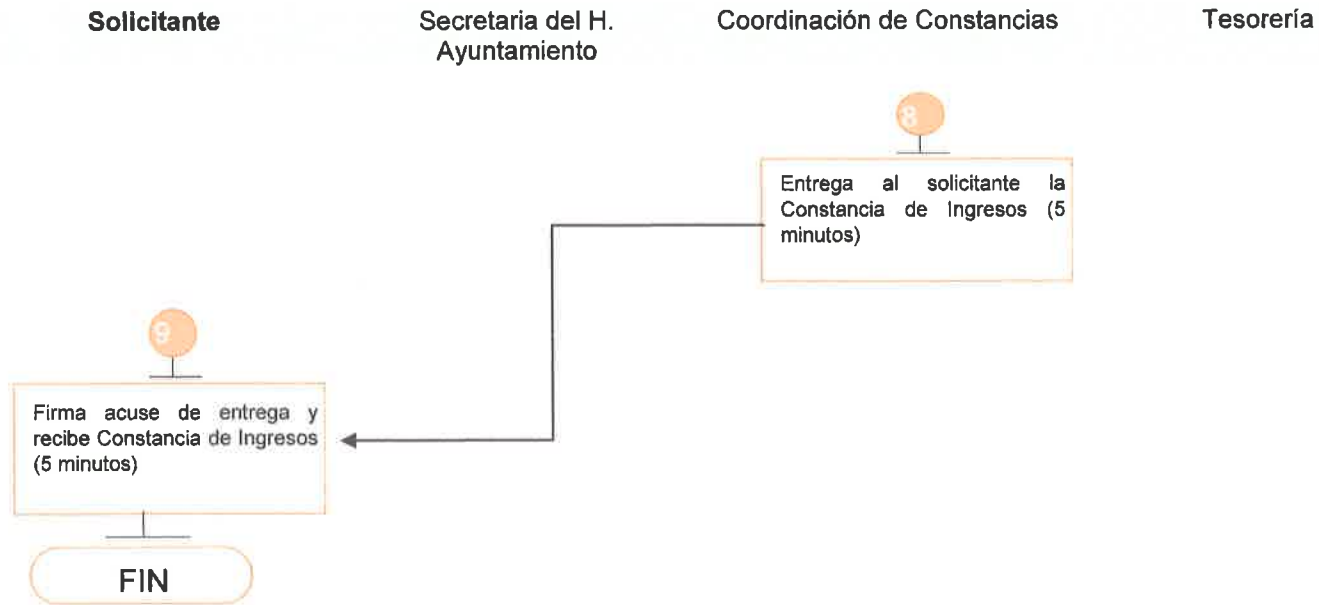 Solicitante
Secretaria del H.
Ayuntamiento
Coordinación de Constancias
Tesorería
8
Entrega al solicitante la
Constancia de Ingresos (5
minutos)
9
Firma acuse de entrega y
recibe Constancia de Ingresos
(5 minutos)
FIN